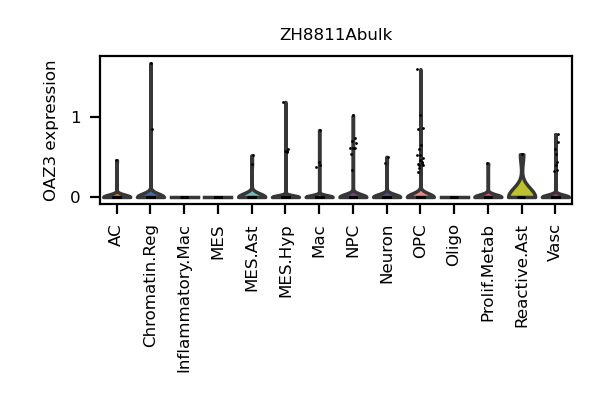 ZH8811Abulk
OAZ3 expression
1
0
AC
Chromatin.Reg
Inflammatory.Mac
MES
MES.Ast
MES.Hyp
Mac
NPC
Neuron
OPC
Oligo
Prolif.Metab
Reactive.Ast
Vasc